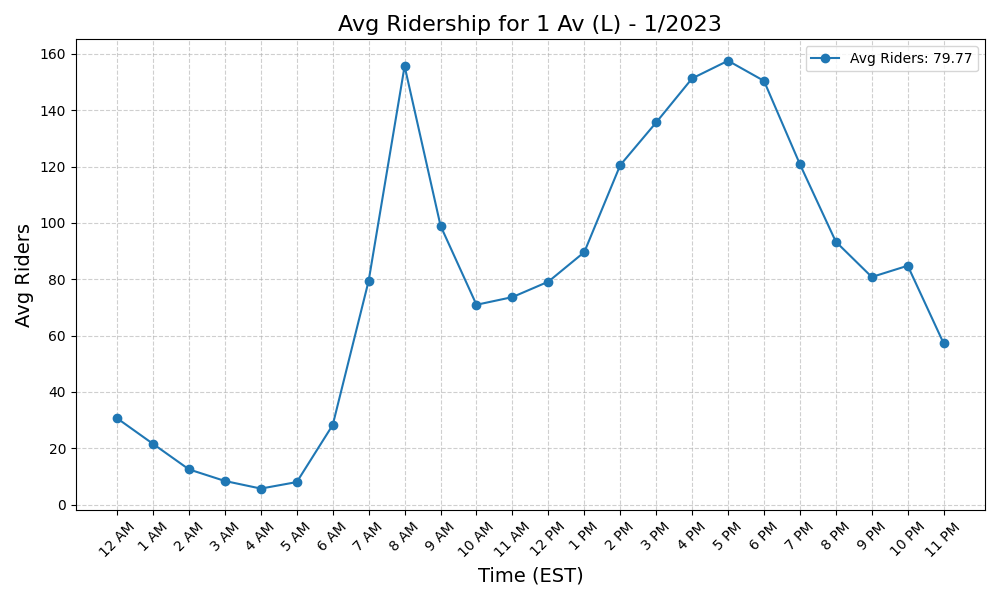 Avg Ridership for 1 Av (L) - 1/2023
Avg Riders: 79.77
160
140
120
100
80
60
40
20
0
Avg Riders
12 AM
1 AM
2 AM
3 AM
4 AM
5 AM
6 AM
7 AM
8 AM
9 AM
10 AM
11 AM
12 PM
1 PM
2 PM
3 PM
4 PM
5 PM
6 PM
7 PM
8 PM
9 PM
10 PM
11 PM
Time (EST)